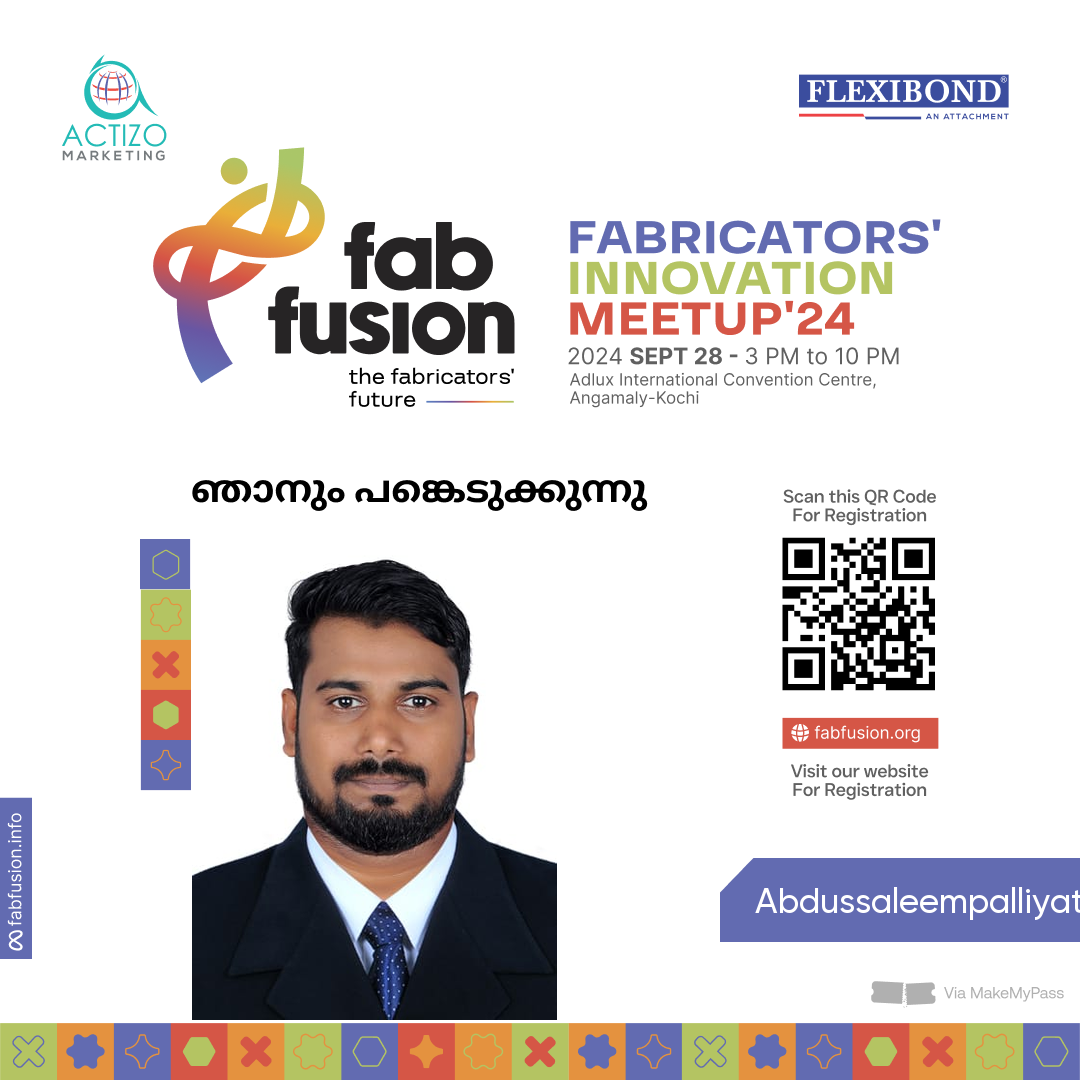 ACTIZO
MARKETING
FLEXIBOND®
AN ATTACHMENT
fab
fusion
the fabricators'
future
FABRICATORS'
INNOVATION
MEETUP'24
2024 SEPT 28 - 3 PM to 10 PM
Adlux International Convention Centre,
Angamaly-Kochi
ഞാനും പങ്കെടുക്കുന്നു
Scan this QR Code
For Registration
fabfusion.org
Visit our website
For Registration
fabfusion.info
Abdussaleempalliyat
Via MakeMyPass